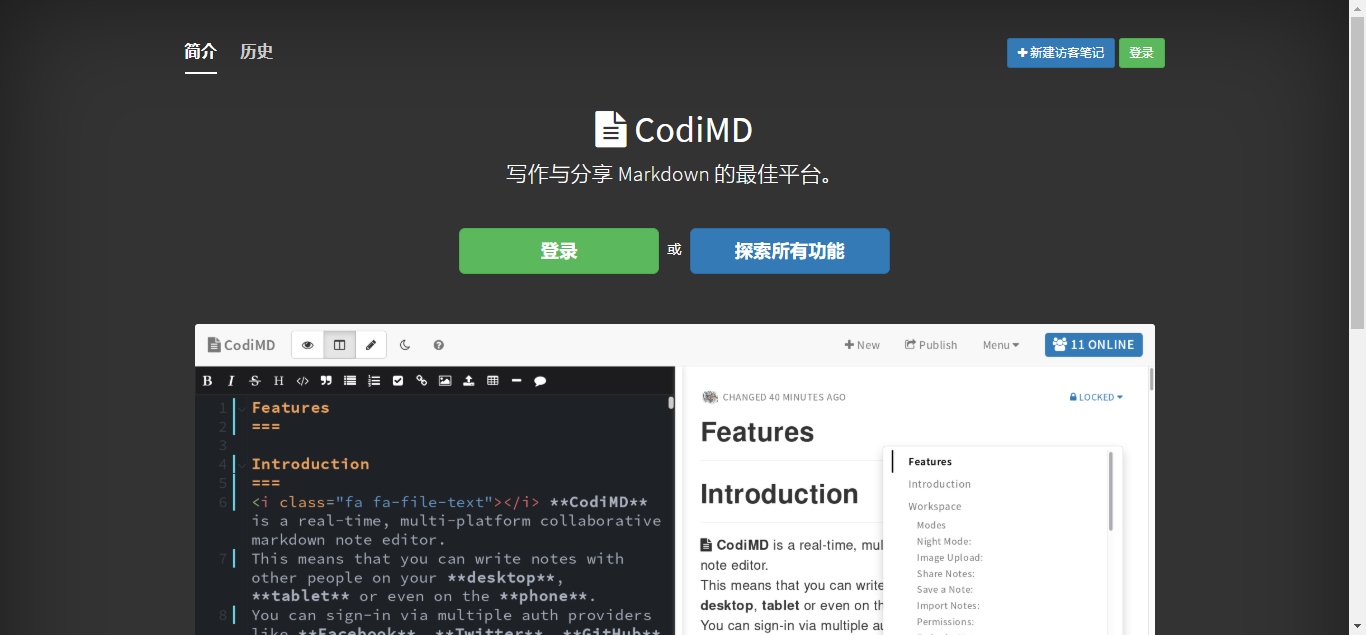 简介 历史 新建访客笔记 登录
CodiMD
写作与分享 Markdown 的最佳平台。
登录 或 探索所有功能
CodiMD New Publish Menu 11 ONLINE
B I S H </>
1 Features
2 ===
3
4 Introduction
5 ===
6 <i class="fa fa-file-text"></i> **CodiMD**
is a real-time, multi-platform collaborative
markdown note editor.
7 This means that you can write notes with
other people on your **desktop**,
**tablet** or even on the **phone**.
8 You can sign-in via multiple auth providers
like **Facebook**, **Twitter**, **GitHub**
CHANGED 40 MINUTES AGO LOCKED
Features
Introduction
CodiMD is a real-time, mul
note editor.
This means that you can write
desktop, tablet or even on th
You can sign-in via multiple au
Features
Introduction
Workspace
Modes
Night Mode:
Image Upload:
Share Notes:
Save a Note:
Import Notes:
Permissions: